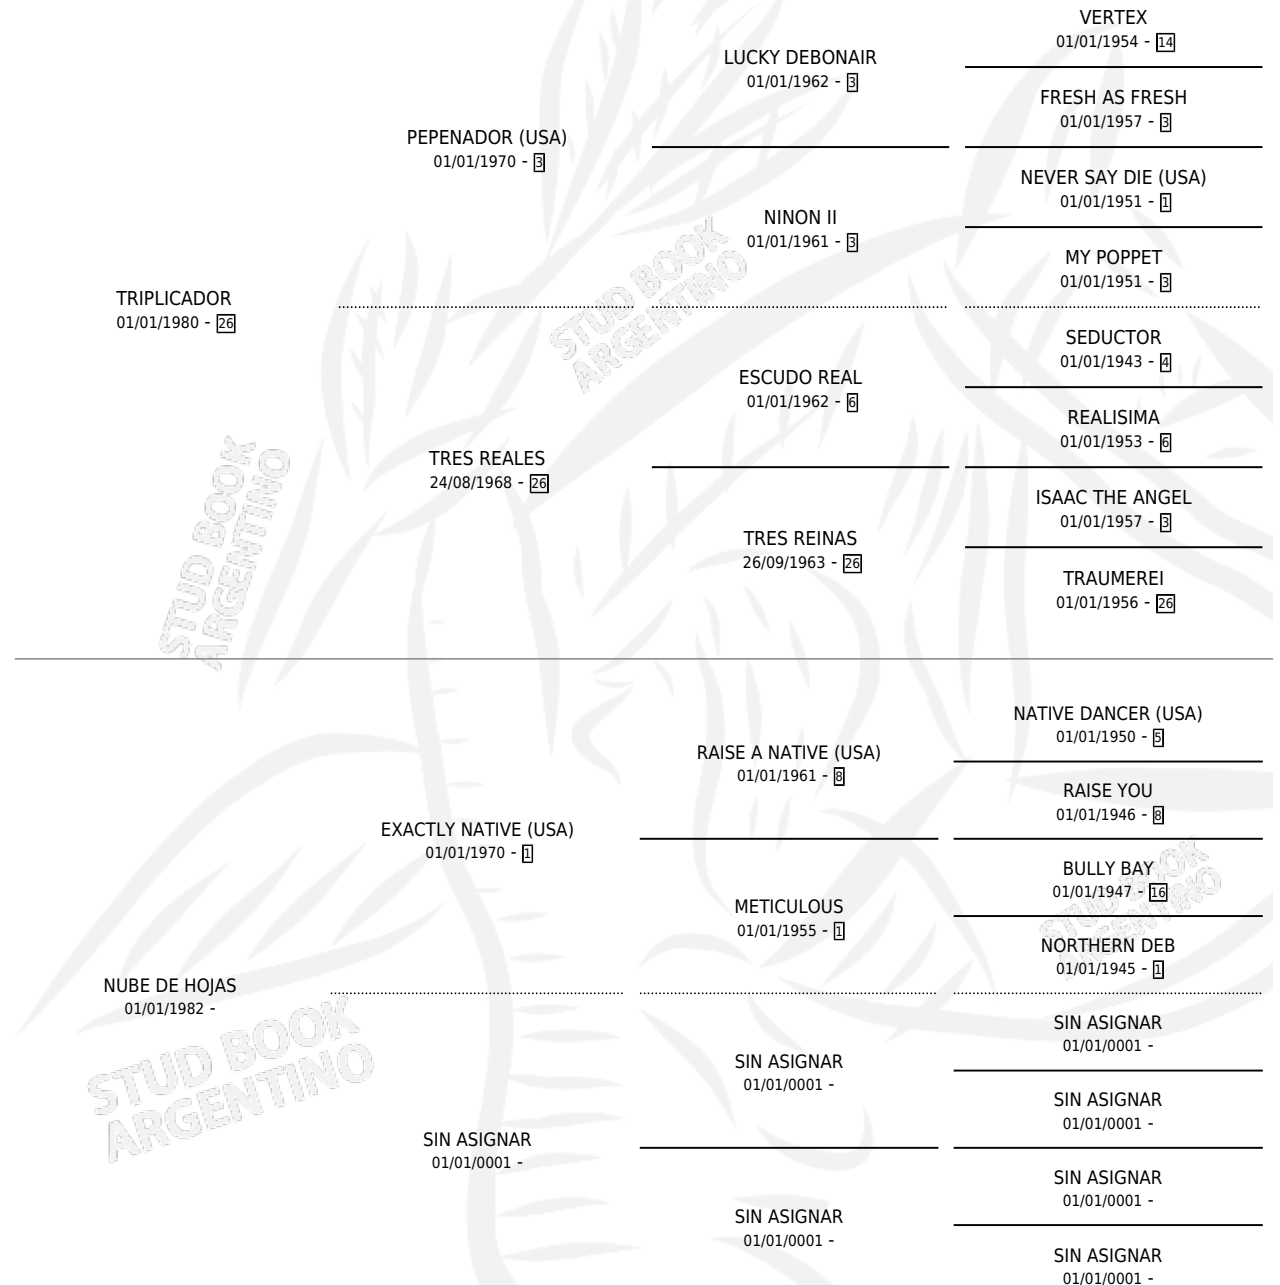 VERTEX
01/01/1954 - 14
LUCKY DEBONAIR
01/01/1962 - 3
FRESH AS FRESH
01/01/1957 - 3
PEPENADOR (USA)
01/01/1970 - 3
NEVER SAY DIE (USA)
01/01/1951 - 1
NINON II
01/01/1961 - 3
MY POPPET
01/01/1951 - 3
TRIPLICADOR
01/01/1980 - 26
SEDUCTOR
01/01/1943 - 4
ESCUDO REAL
01/01/1962 - 6
REALISIMA
01/01/1953 - 6
TRES REALES
24/08/1968 - 26
ISAAC THE ANGEL
01/01/1957 - 3
TRES REINAS
26/09/1963 - 26
TRAUMEREI
01/01/1956 - 26
NATIVE DANCER (USA)
01/01/1950 - 5
RAISE A NATIVE (USA)
01/01/1961 - 8
RAISE YOU
01/01/1946 - 8
EXACTLY NATIVE (USA)
01/01/1970 - 1
BULLY BAY
01/01/1947 - 16
METICULOUS
01/01/1955 - 1
NORTHERN DEB
01/01/1945 - 1
NUBE DE HOJAS
01/01/1982 -
SIN ASIGNAR
01/01/0001 -
SIN ASIGNAR
01/01/0001 -
SIN ASIGNAR
01/01/0001 -
SIN ASIGNAR
01/01/0001 -
SIN ASIGNAR
01/01/0001 -
SIN ASIGNAR
01/01/0001 -
SIN ASIGNAR
01/01/0001 -
STUD BOOK
ARGENTINO
STUD BOOK
ARGENTINO
STUD BOOK
ARGENTINO
STUD BOOK
ARGENTINO